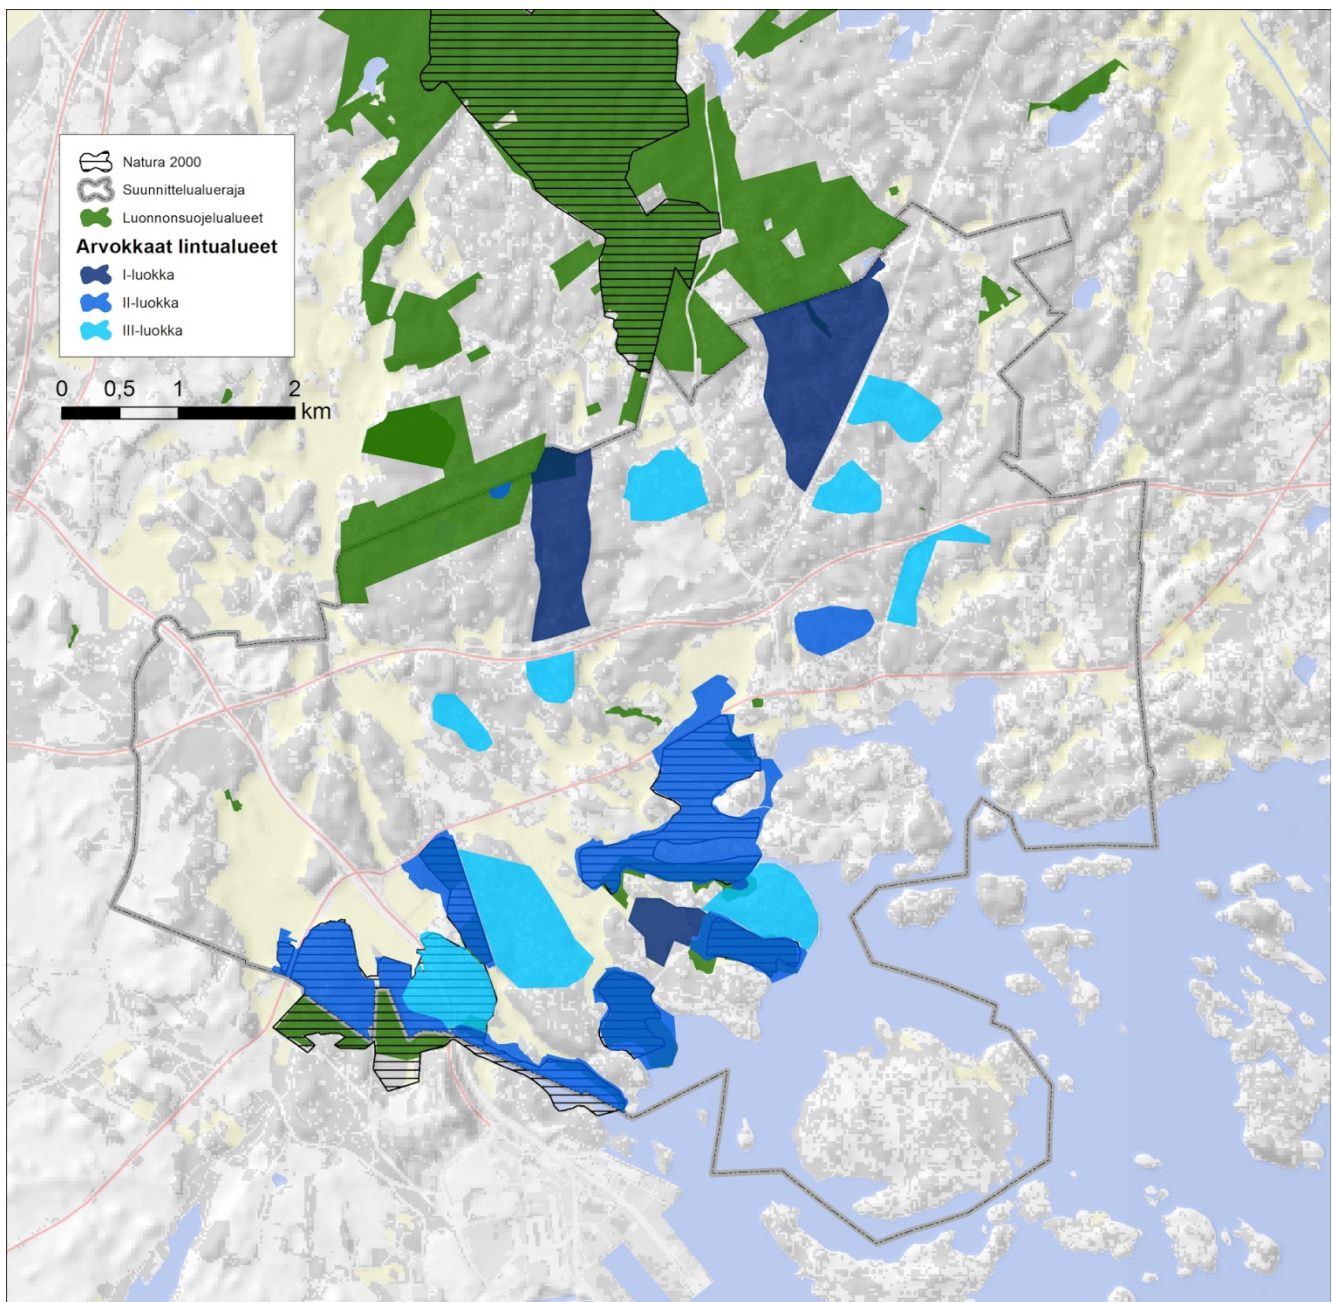 Natura 2000
Suunnittelualueraja
Luonnonsuojelualueet
Arvokkaat lintualueet
I-luokka
II-luokka
III-luokka
0 0,5 1 2
km